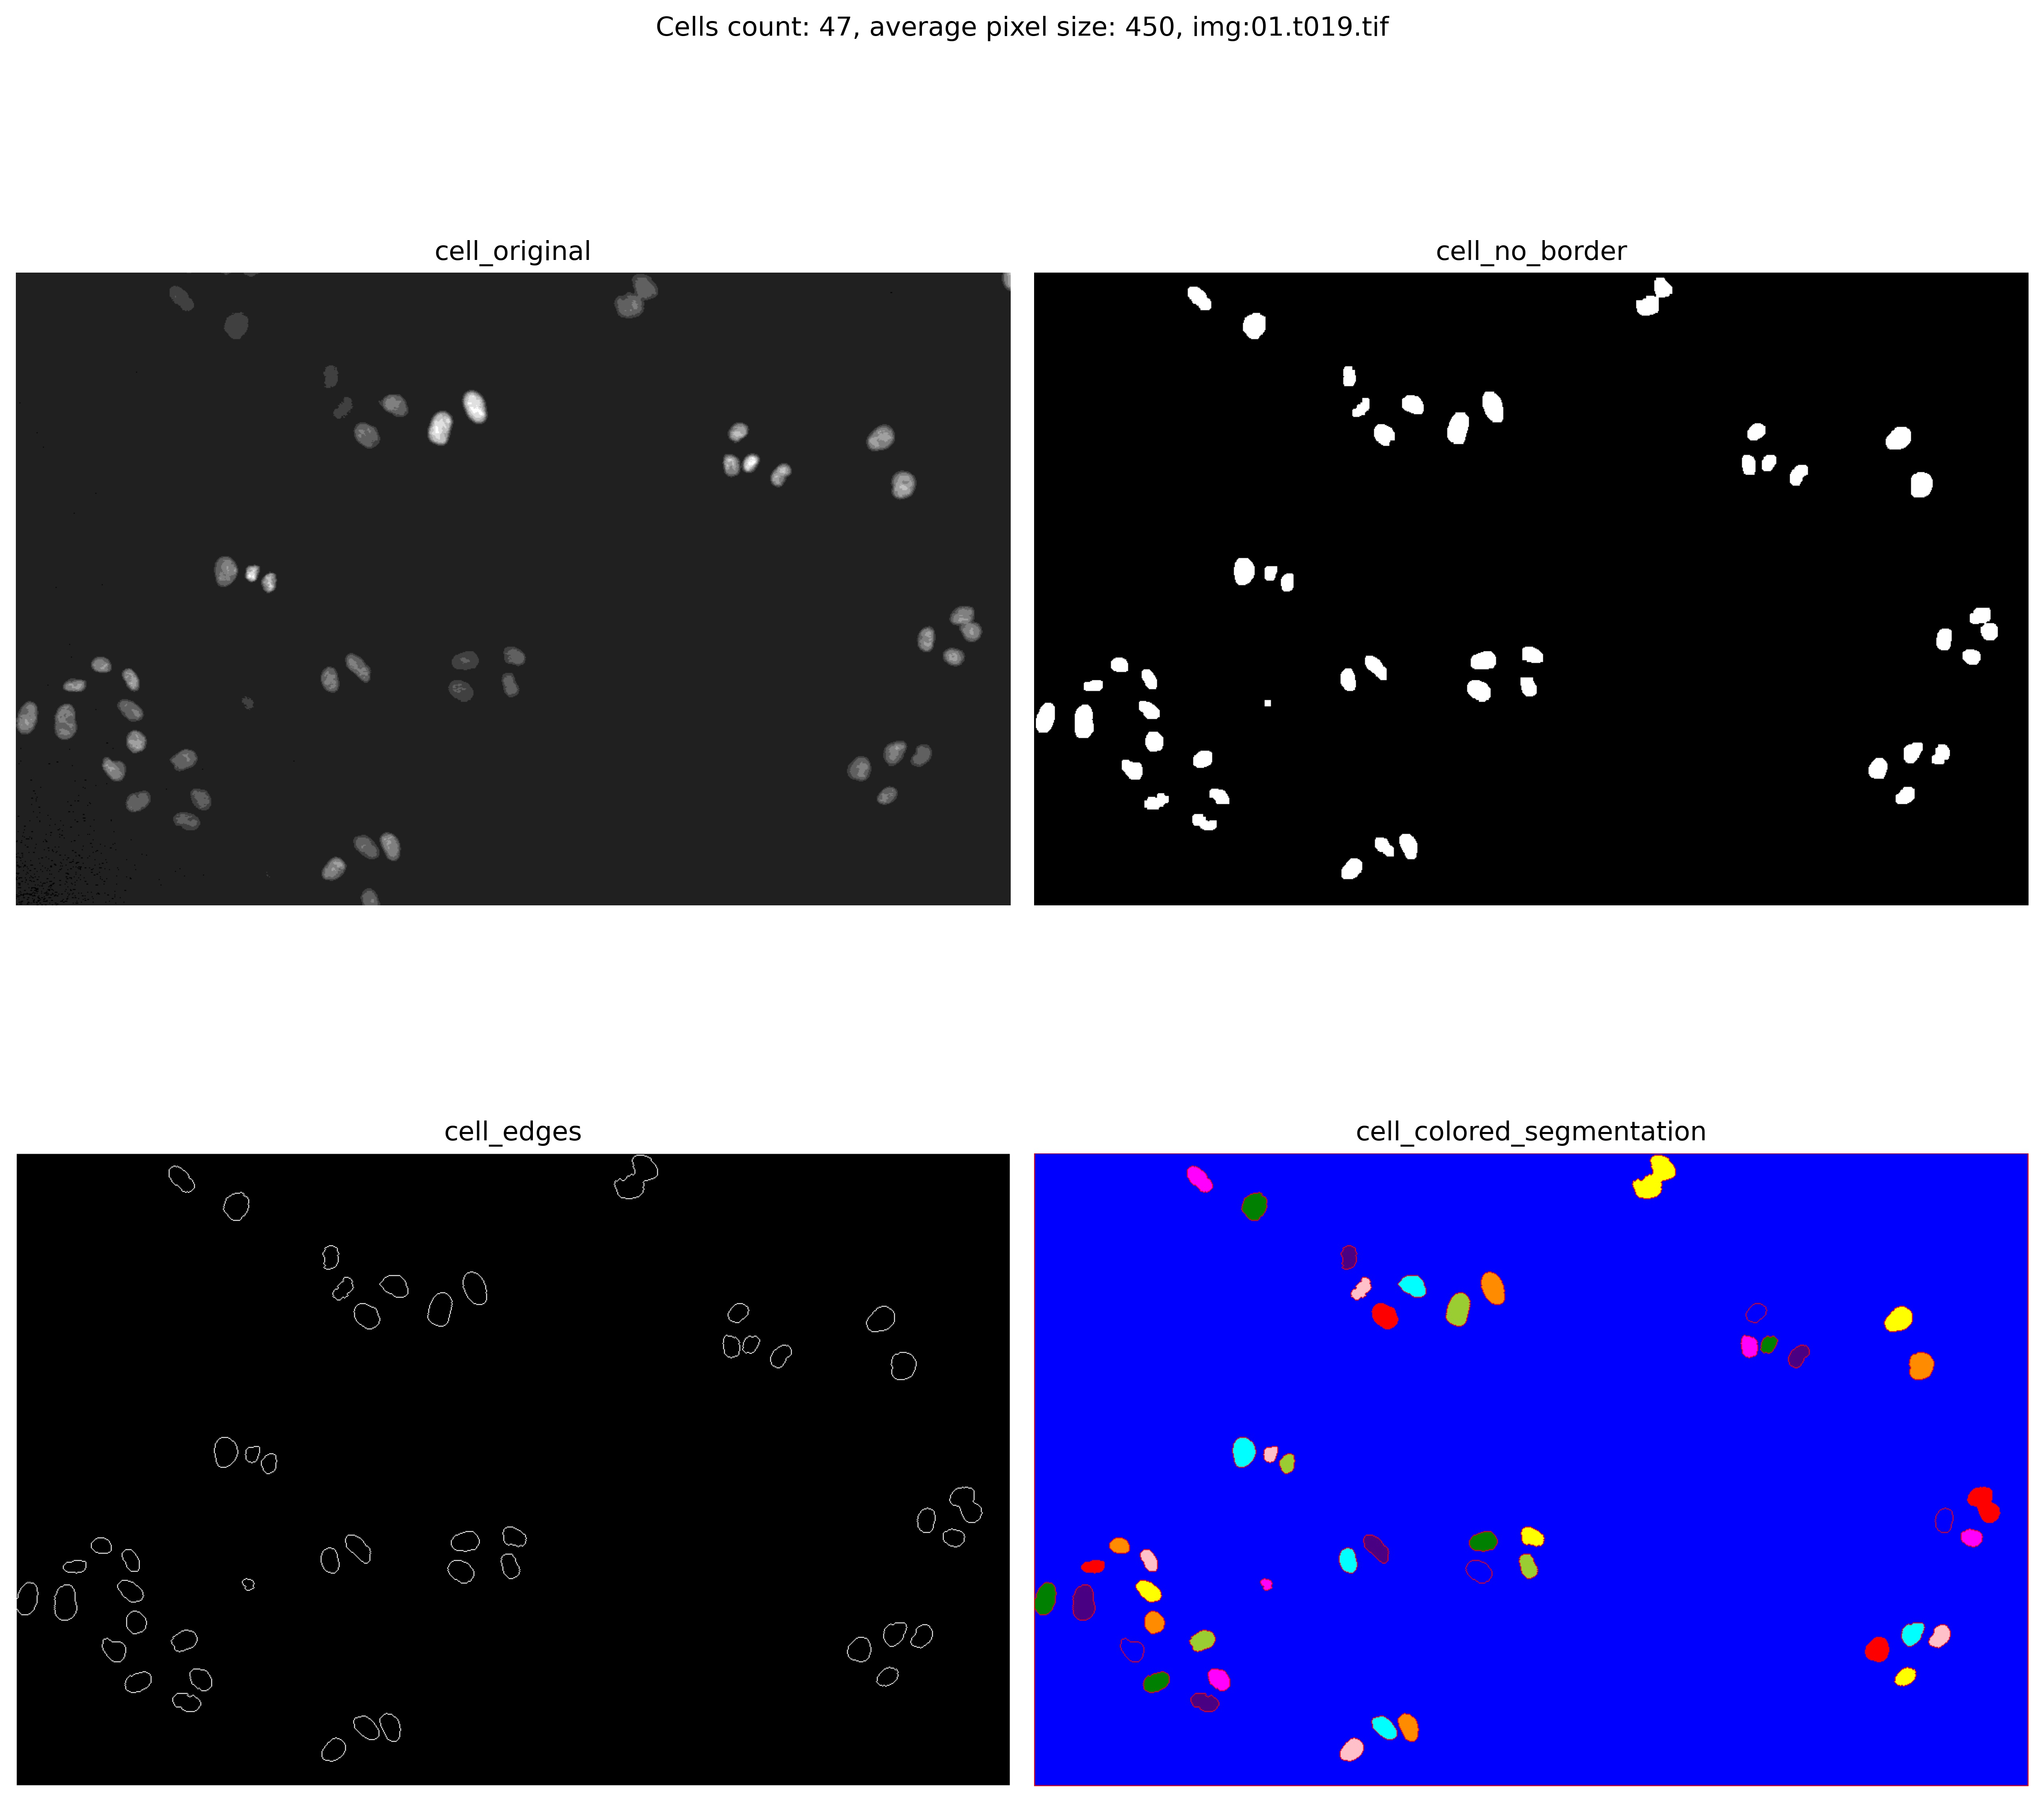 Cells count: 47, average pixel size: 450, img:01.t019.tif
cell_original
cell_no_border
cell_edges
cell_colored_segmentation